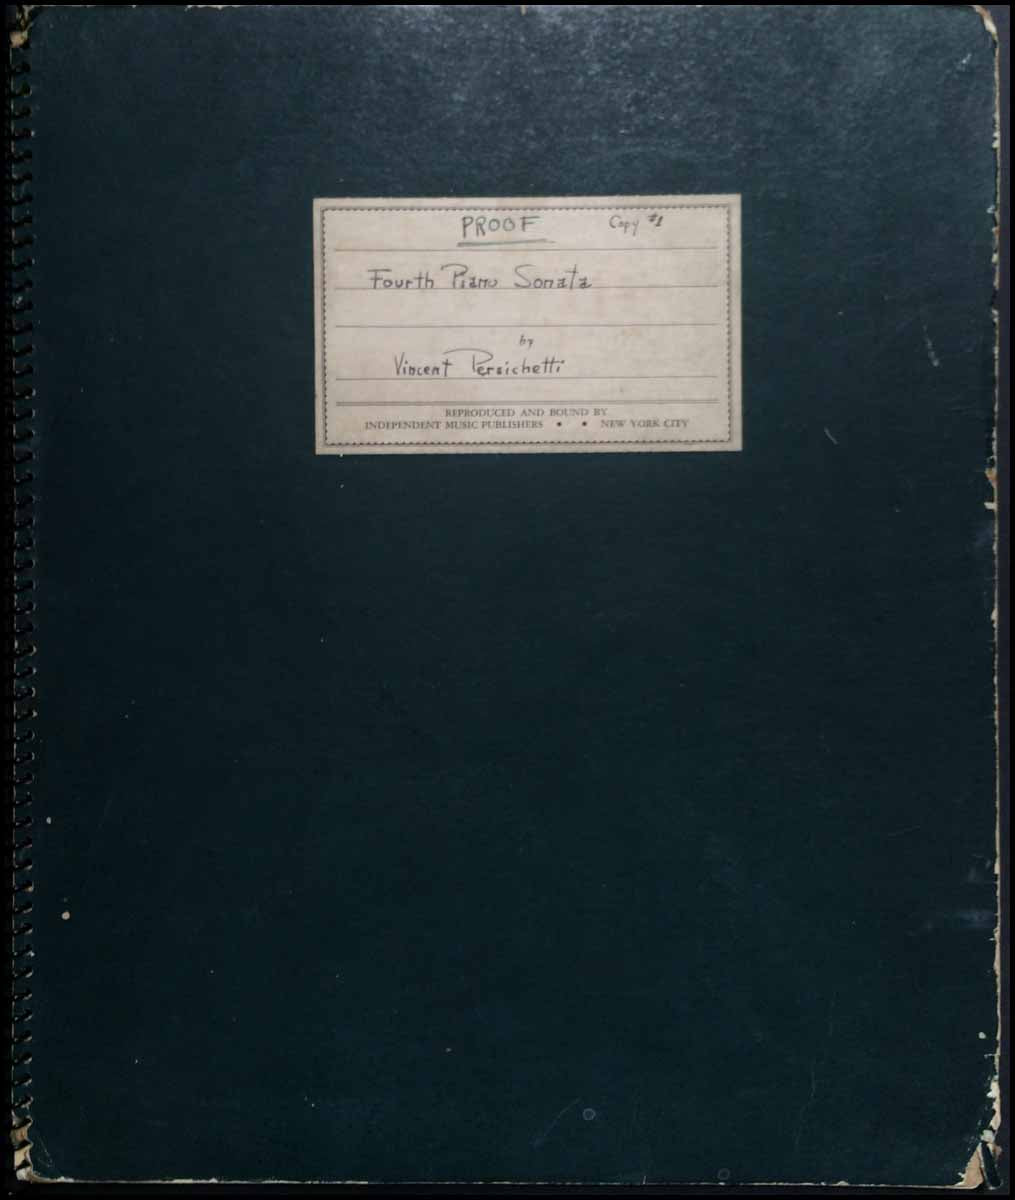 PROOF Copy #1
Fourth Piano Sonata
by
Vincent Persichetti
REPRODUCED AND BOUND BY
INDEPENDENT MUSIC PUBLISHERS • • NEW YORK CITY